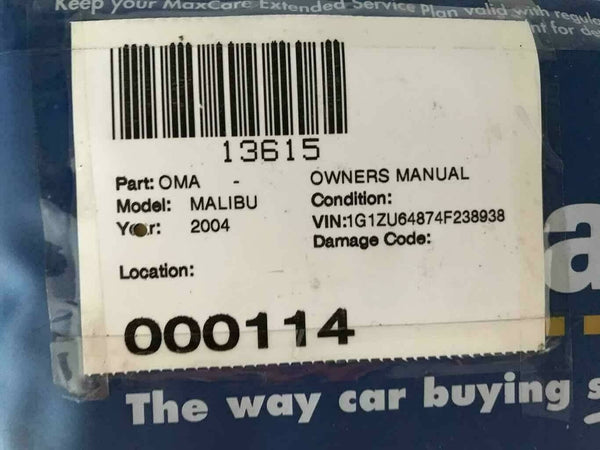 Keep your MaxCare Extended Service Plan valid with regula
nt for de
13615
Part: OMA - OWNERS MANUAL
Model: MALIBU Condition:
Year: 2004 VIN:1G1ZU64874F238938
Damage Code:
Location:
000114
a
The way car buying s